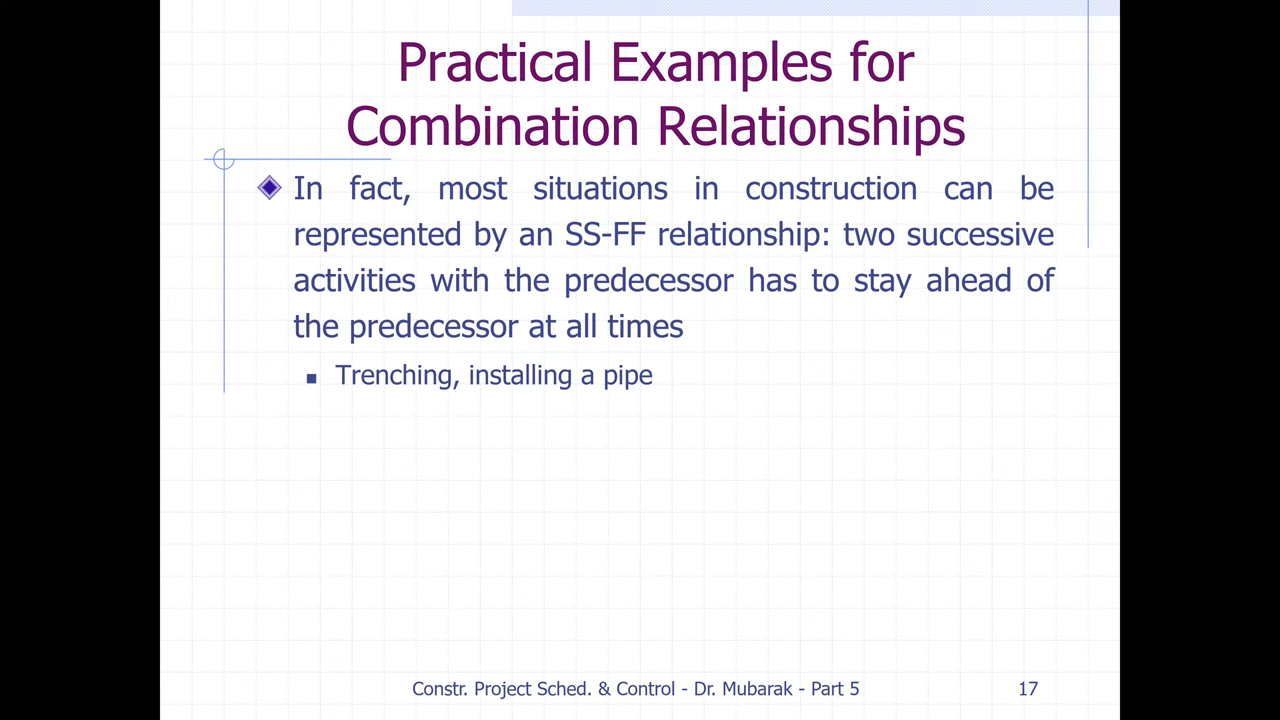 Practical Examples for
Combination Relationships
In fact, most situations in construction can be
represented by an SS-FF relationship: two successive
activities with the predecessor has to stay ahead of
the predecessor at all times
Trenching, installing a pipe
Constr. Project Sched. & Control - Dr. Mubarak - Part 5
17